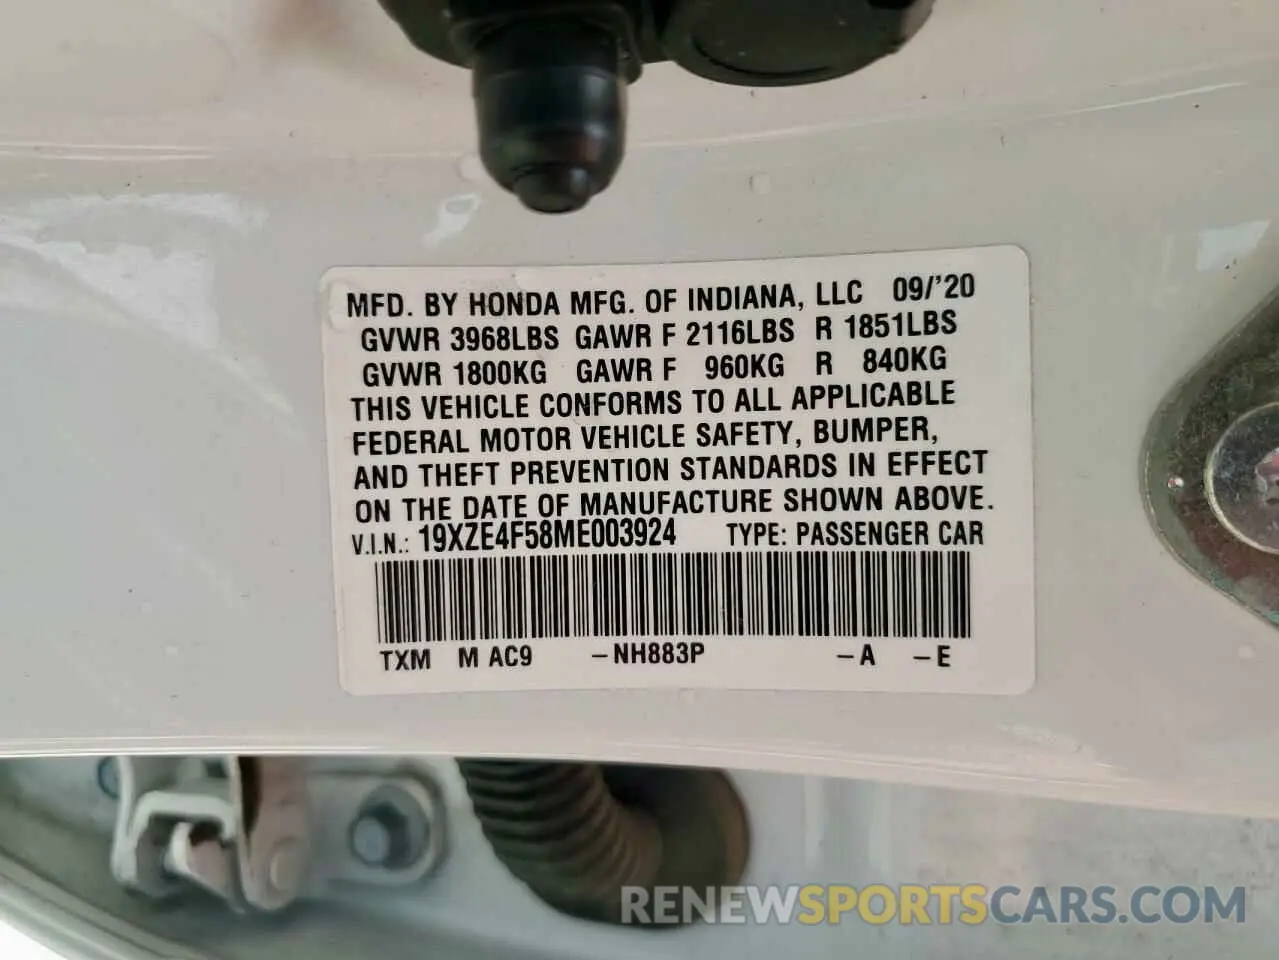 MFD. BY HONDA MFG. OF INDIANA, LLC 09/'20
GVWR 3968LBS GAWR F 2116LBS R 1851LBS
GVWR 1800KG GAWR F 960KG R 840KG
THIS VEHICLE CONFORMS TO ALL APPLICABLE
FEDERAL MOTOR VEHICLE SAFETY, BUMPER,
AND THEFT PREVENTION STANDARDS IN EFFECT
ON THE DATE OF MANUFACTURE SHOWN ABOVE.
V.I.N.: 19XZE4F58ME003924 TYPE: PASSENGER CAR
TXM M AC9 –NH883P –A –E
RENEWSPORTSCARS.COM